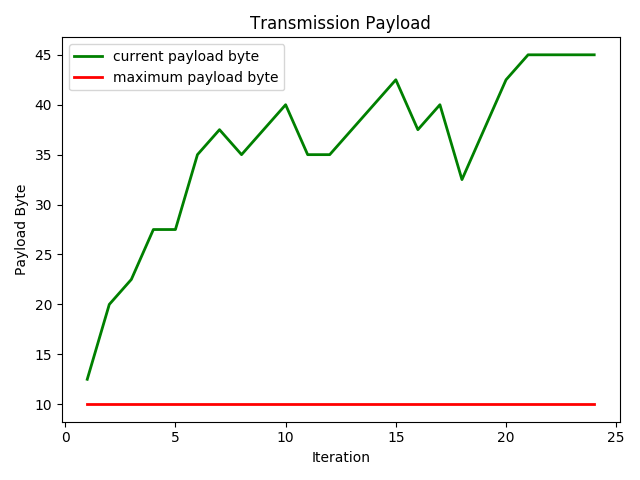 Transmission Payload
current payload byte
maximum payload byte
45
40
35
30
25
20
15
10
Payload Byte
0 5 10 15 20 25
Iteration